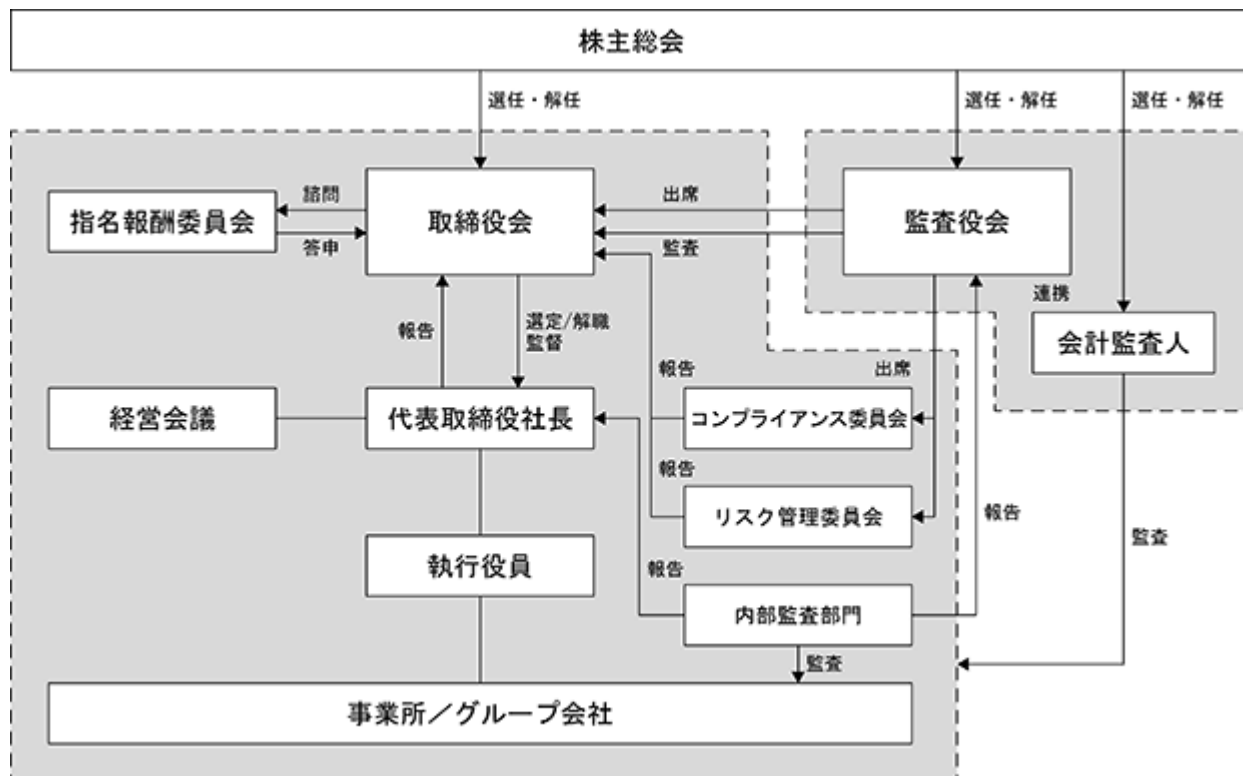 株主総会
選任・解任
選任・解任
選任・解任
指名報酬委員会
諮問
答申
取締役会
出席
監査
監査役会
連携
会計監査人
報告
選定/解職
監督
報告
出席
経営会議
代表取締役社長
コンプライアンス委員会
報告
リスク管理委員会
報告
監査
執行役員
報告
内部監査部門
監査
事業所／グループ会社